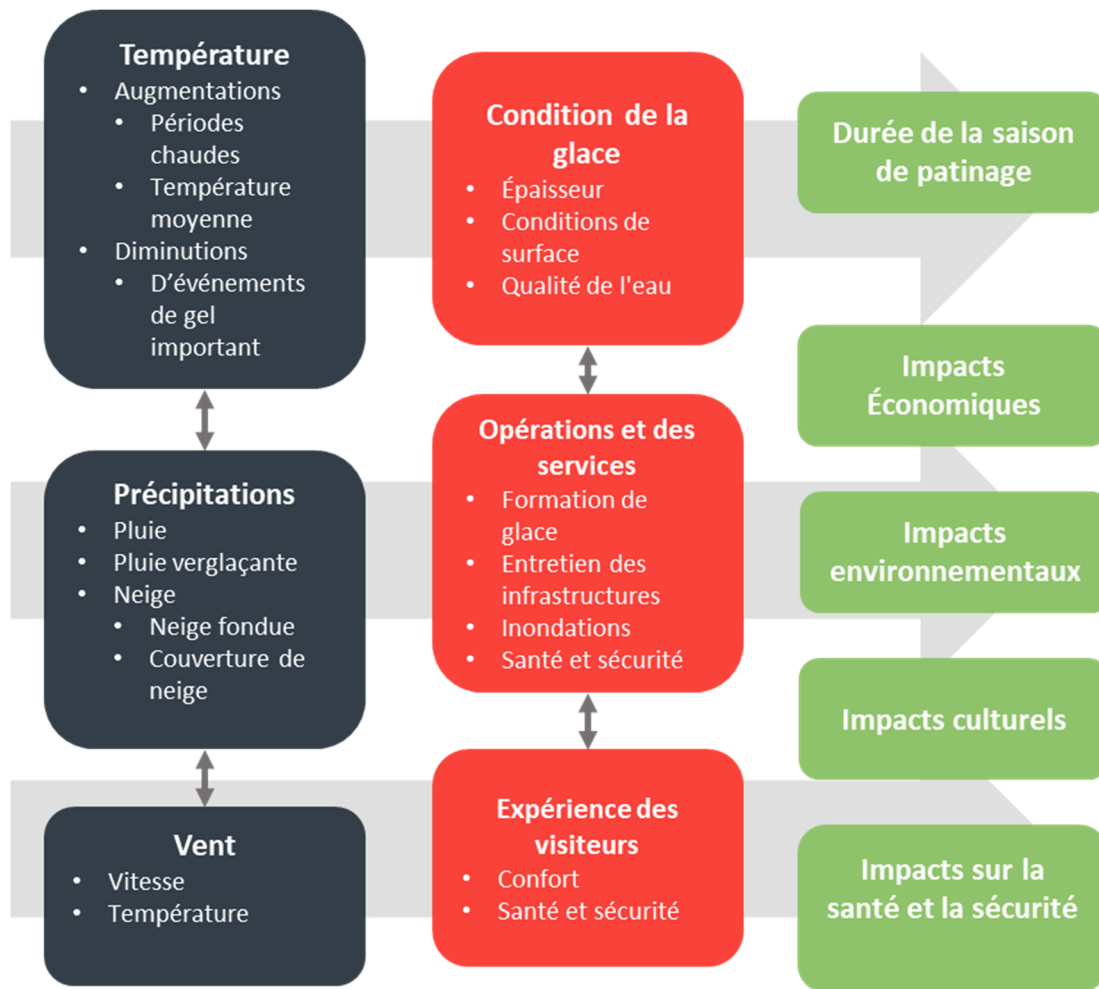 Température
• Augmentations
• Périodes
chaudes
• Température
moyenne
• Diminutions
• D’événements
de gel
important
Précipitations
• Pluie
• Pluie verglaçante
• Neige
• Neige fondue
• Couverture de
neige
Vent
• Vitesse
• Température
Condition de la
glace
• Épaisseur
• Conditions de
surface
• Qualité de l'eau
Opérations et des
services
• Formation de
glace
• Entretien des
infrastructures
• Inondations
• Santé et sécurité
Expérience des
visiteurs
• Confort
• Santé et sécurité
Durée de la saison
de patinage
Impacts
Économiques
Impacts
environnementaux
Impacts culturels
Impacts sur la
santé et la sécurité